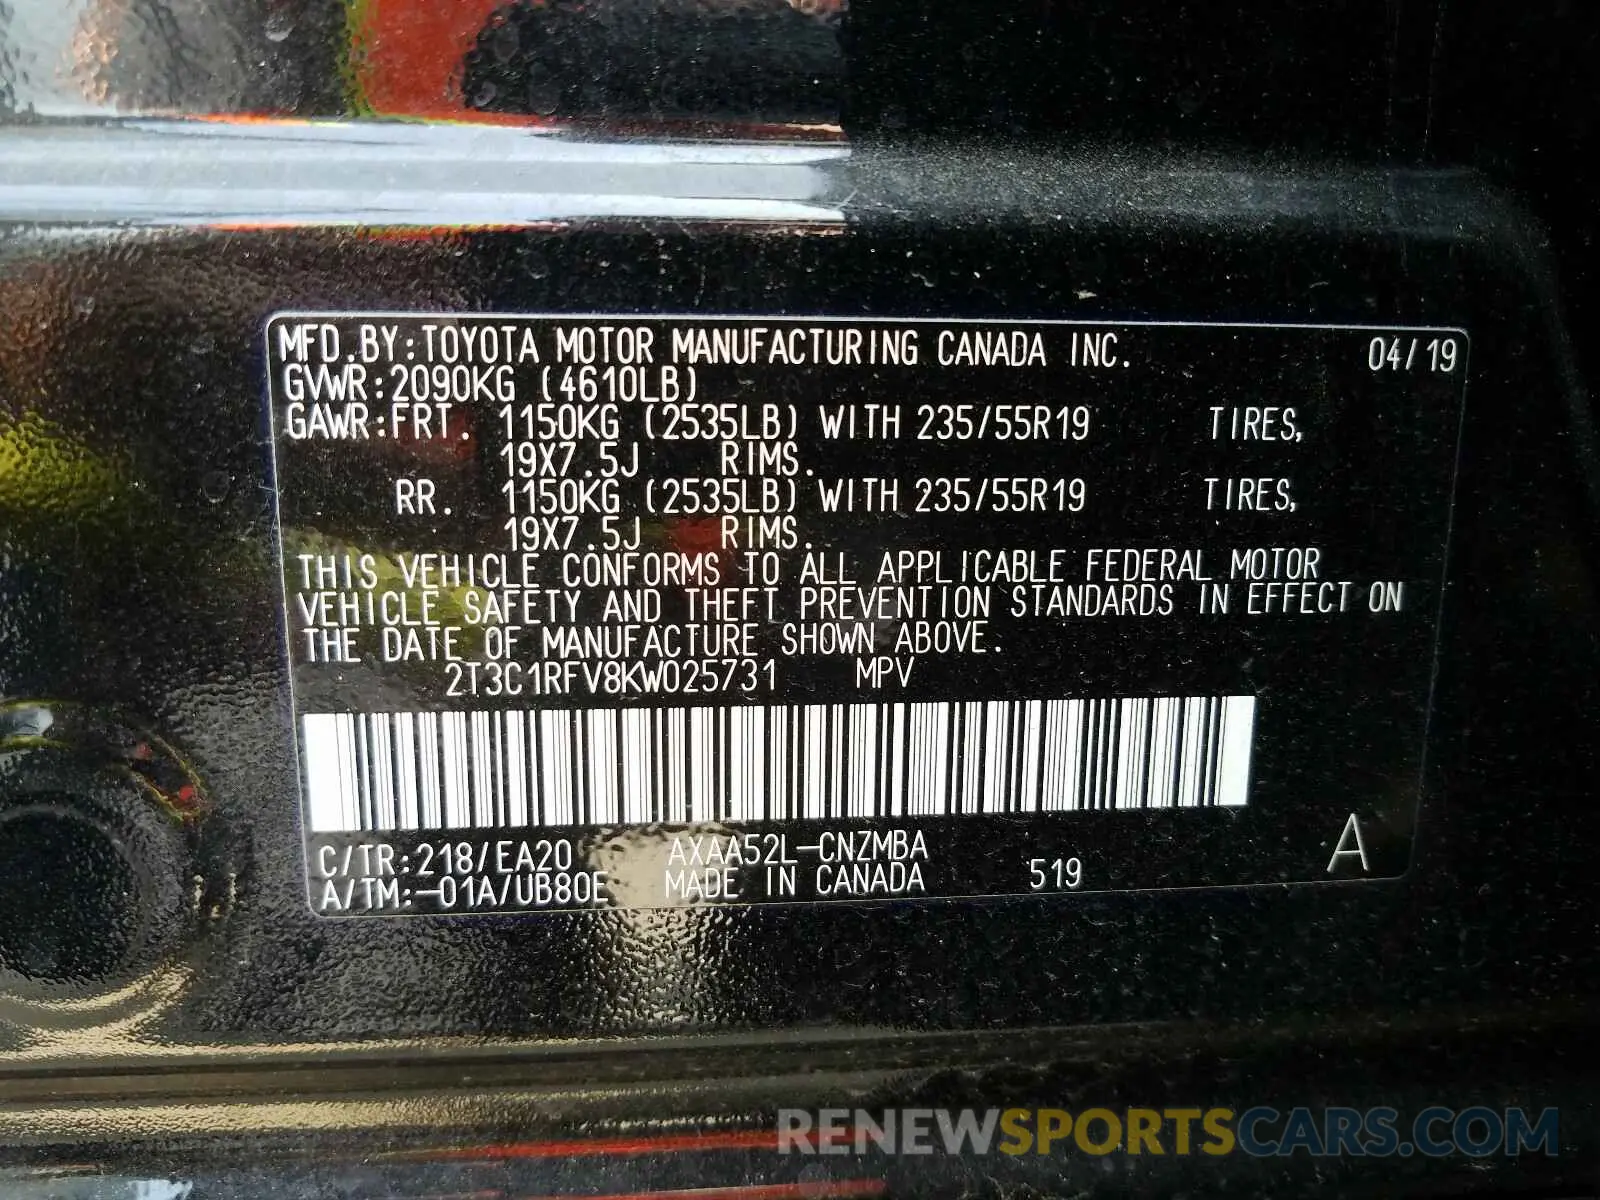 MFD.BY:TOYOTA MOTOR MANUFACTURING CANADA INC. 04/19
GVWR:2090KG (4610LB)
GAWR:FRT. 1150KG (2535LB) WITH 235/55R19 TIRES,
19X7.5J RIMS.
RR. 1150KG (2535LB) WITH 235/55R19 TIRES,
19X7.5J RIMS.
THIS VEHICLE CONFORMS TO ALL APPLICABLE FEDERAL MOTOR
VEHICLE SAFETY AND THEFT PREVENTION STANDARDS IN EFFECT ON
THE DATE OF MANUFACTURE SHOWN ABOVE.
2T3C1RFV8KW025731 MPV
C/TR:218/EA20 AXAA52L-CNZMBA A
A/TM:-01A/UB80E MADE IN CANADA 519
RENEWSPORTSCARS.COM